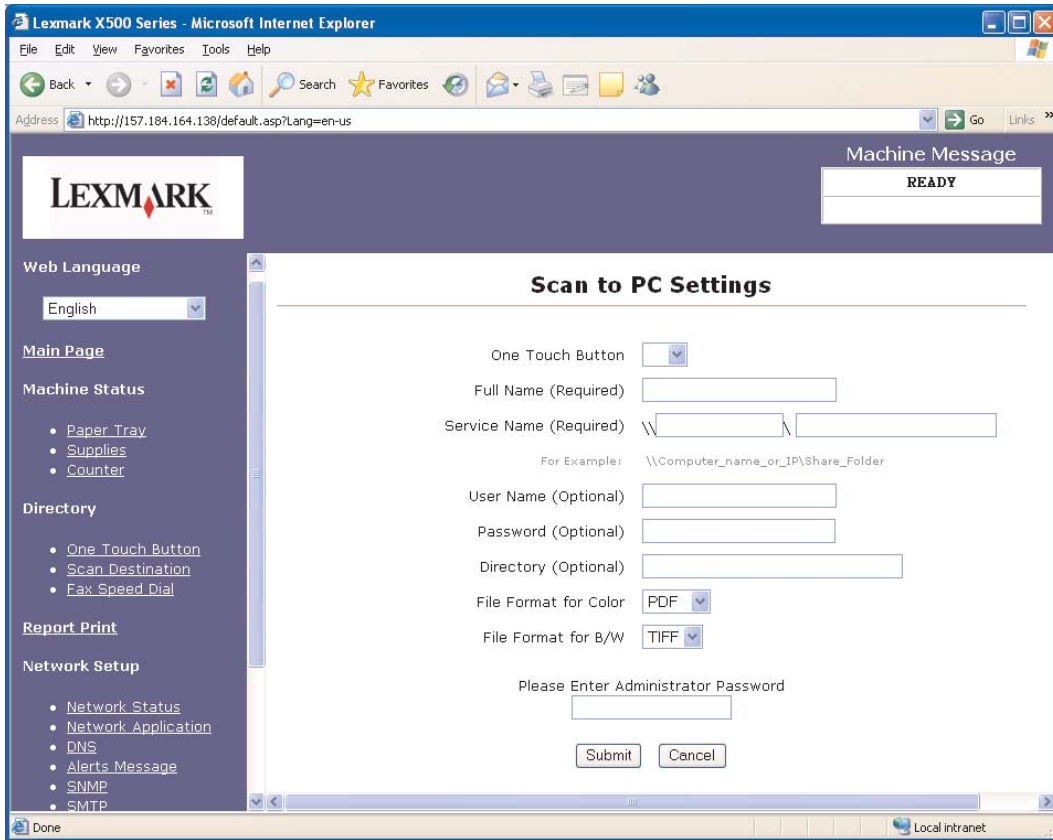 Lexmark X500 Series - Microsoft Internet Explorer
File Edit View Favorites Tools Help
Back Search Favorites
Address http://157.184.164.138/default.asp?Lang=en-us Go Links »
LEXMARK TM
Machine Message
READY
Web Language
English
Main Page
Machine Status
• Paper Tray
• Supplies
• Counter
Directory
• One Touch Button
• Scan Destination
• Fax Speed Dial
Report Print
Network Setup
• Network Status
• Network Application
• DNS
• Alerts Message
• SNMP
• SMTP
Scan to PC Settings
One Touch Button
Full Name (Required)
Service Name (Required) \\ \
For Example: \\Computer_name_or_IP\Share_Folder
User Name (Optional)
Password (Optional)
Directory (Optional)
File Format for Color PDF
File Format for B/W TIFF
Please Enter Administrator Password
Submit Cancel
Done Local intranet